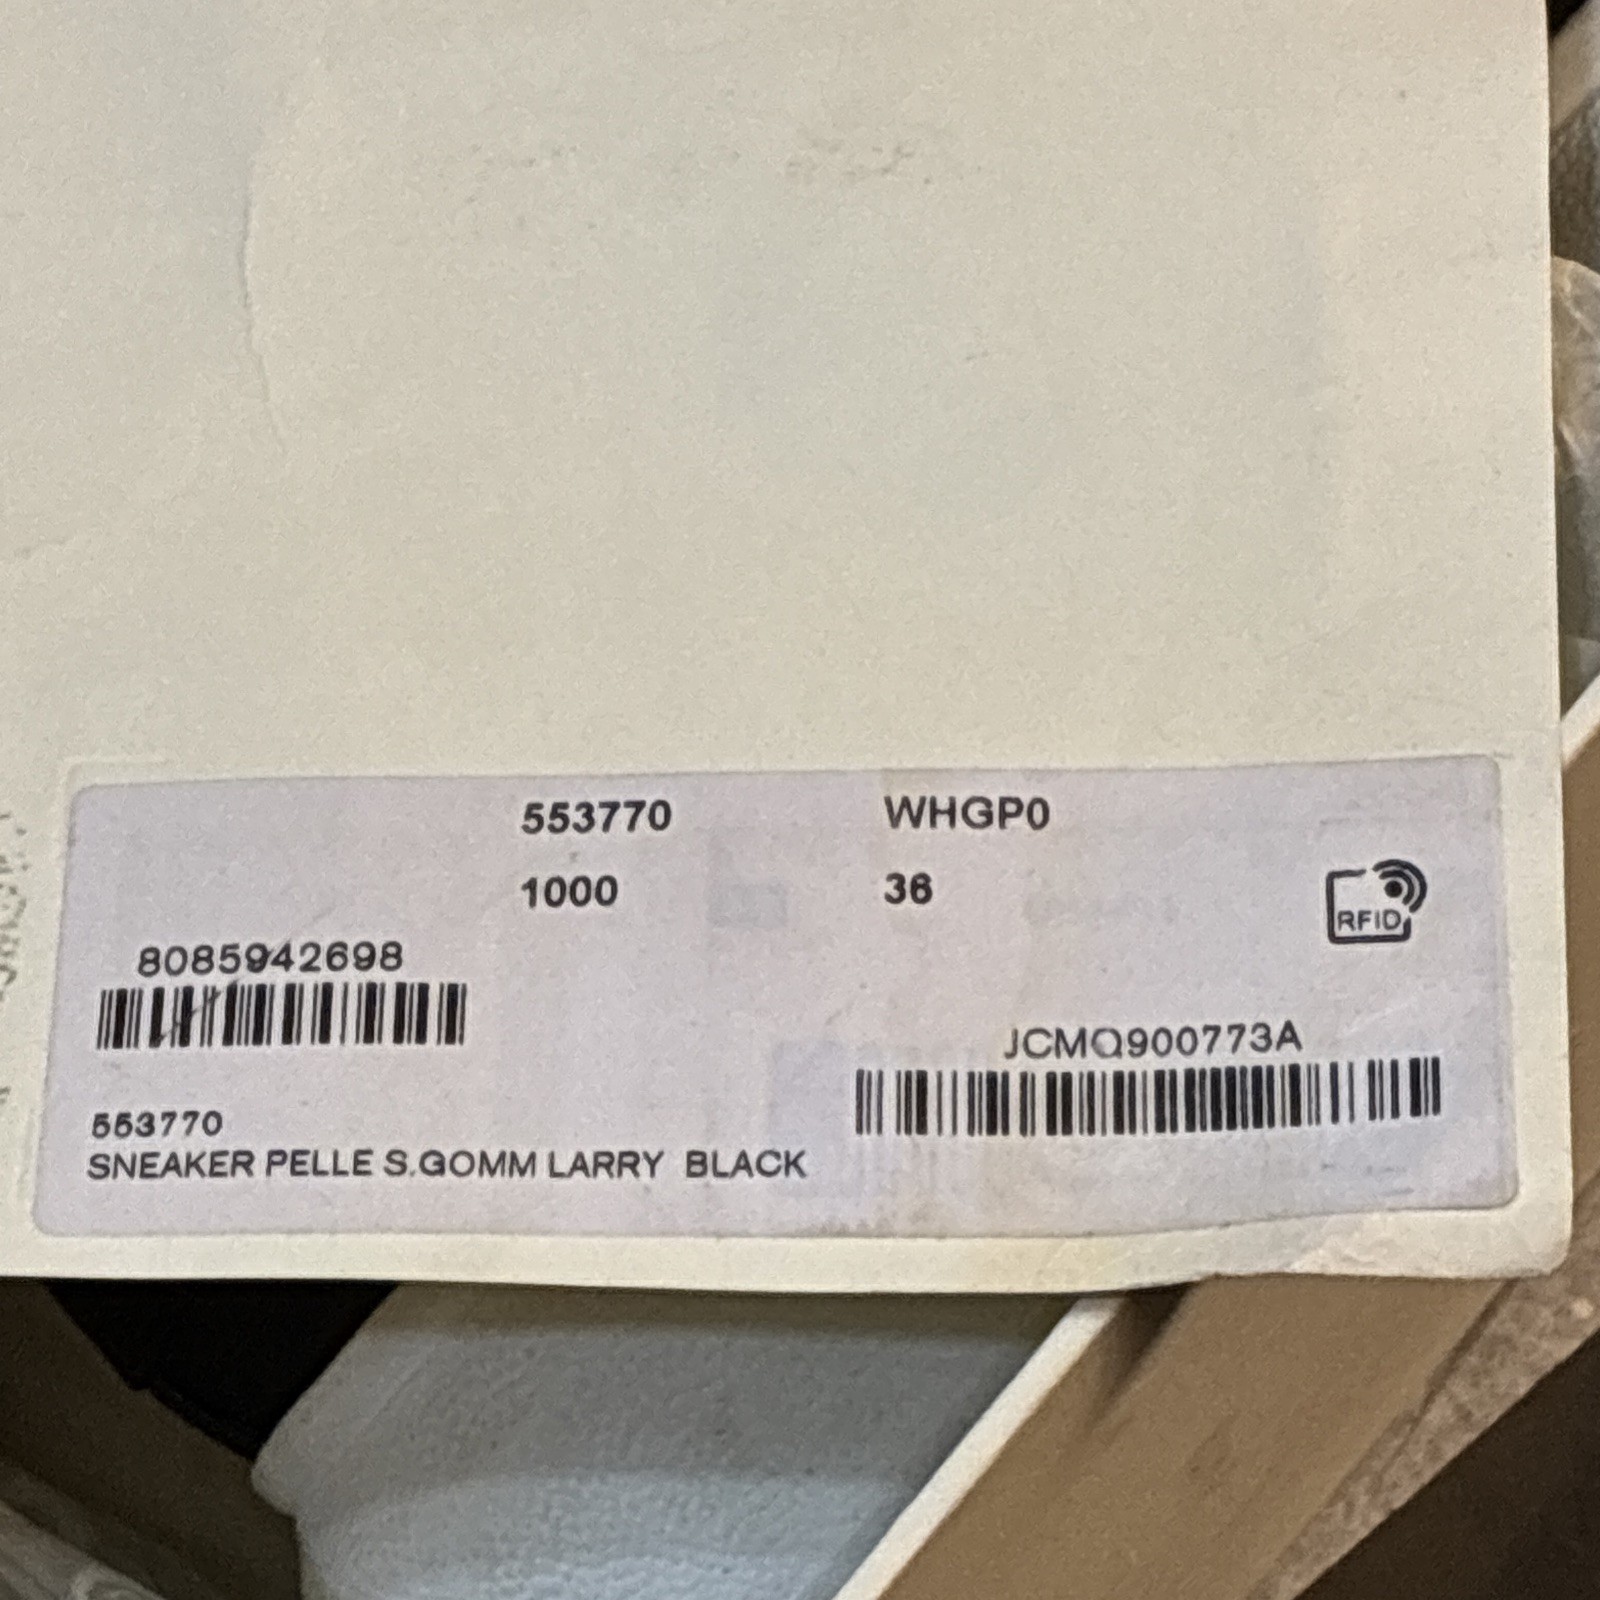 553770 WHGP0
1000 36
RFID
8085942698
JCMQ900773A
553770
SNEAKER PELLE S.GOMM LARRY BLACK